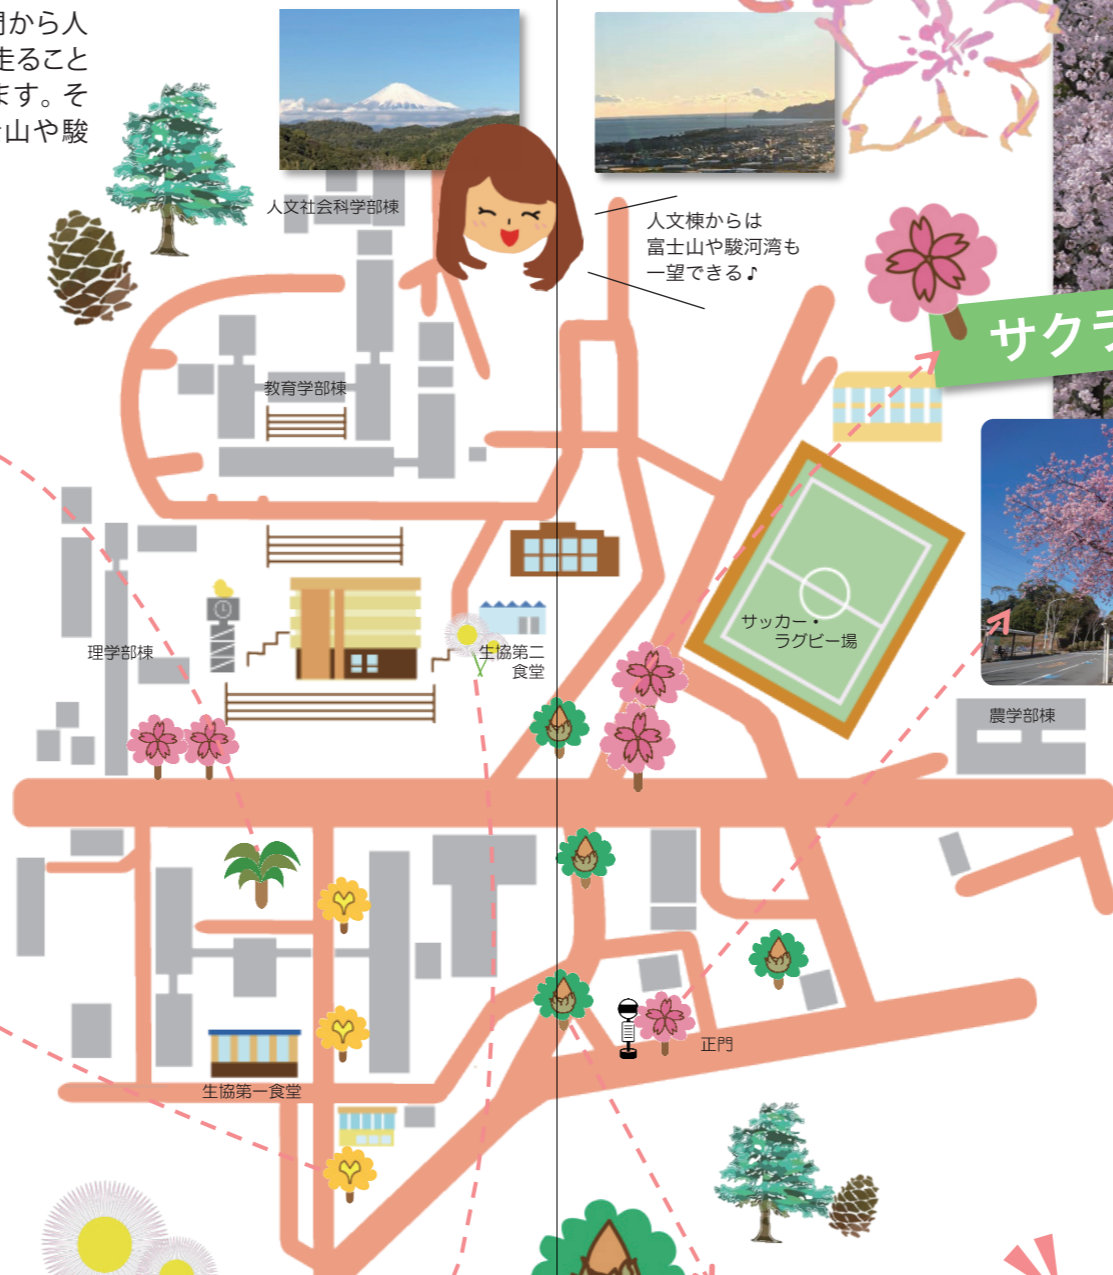 から人
走ること
ます。そ
山や駿
人文社会科学部棟
人文棟からは
富士山や駿河湾も
一望できる♪
サクラ
教育学部棟
サッカー・
ラグビー場
理学部棟
生協第二
食堂
農学部棟
正門
生協第一食堂